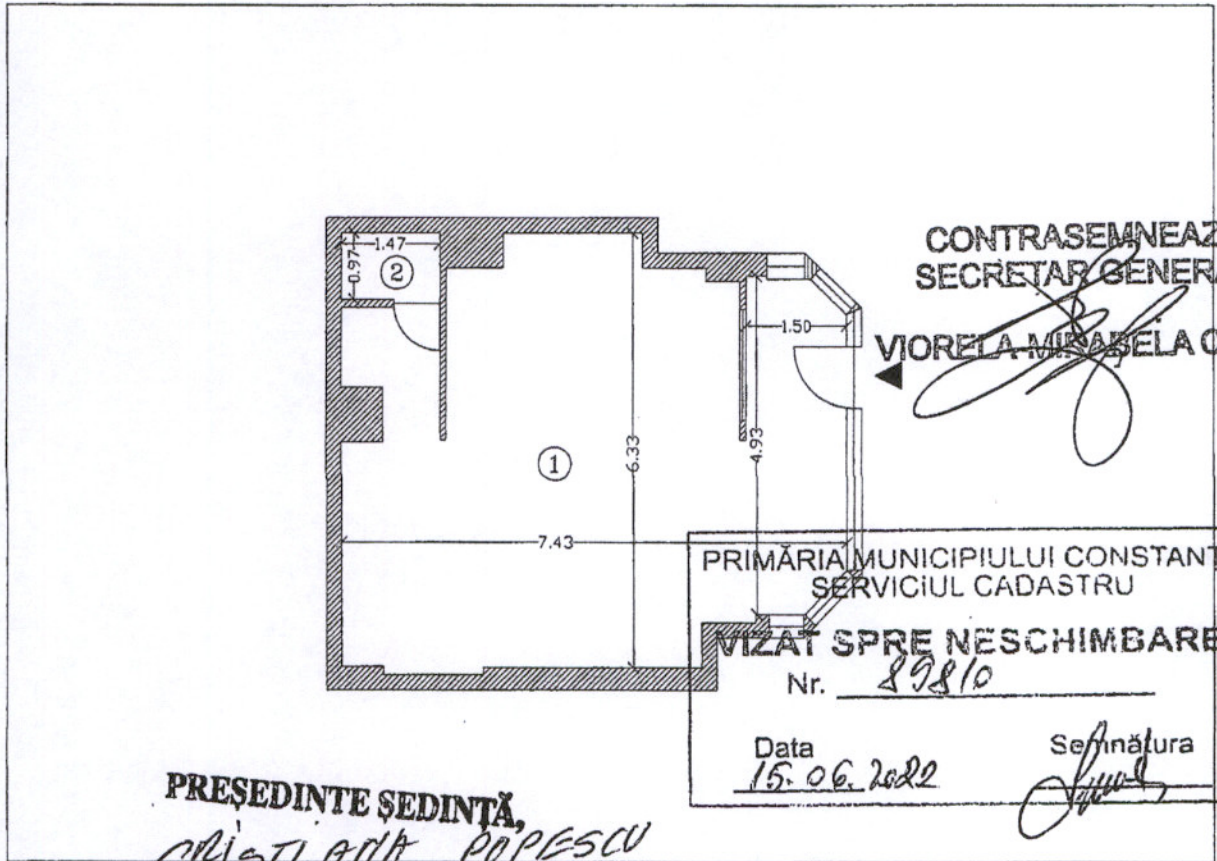 1.47
0.97
②
CONTRASEMNEAZ
SECRETAR GENERA
1.50
VIORELA-MIRABELA C
①
6.33
4.93
7.43
PRIMĂRIA MUNICIPIULUI CONSTANT
SERVICIUL CADASTRU
VIZAT SPRE NESCHIMBARE
Nr. 89810
Data
Semnătura
15.06.2022
PREȘEDINTE ȘEDINȚĂ,
CRISTIANA POPESCU